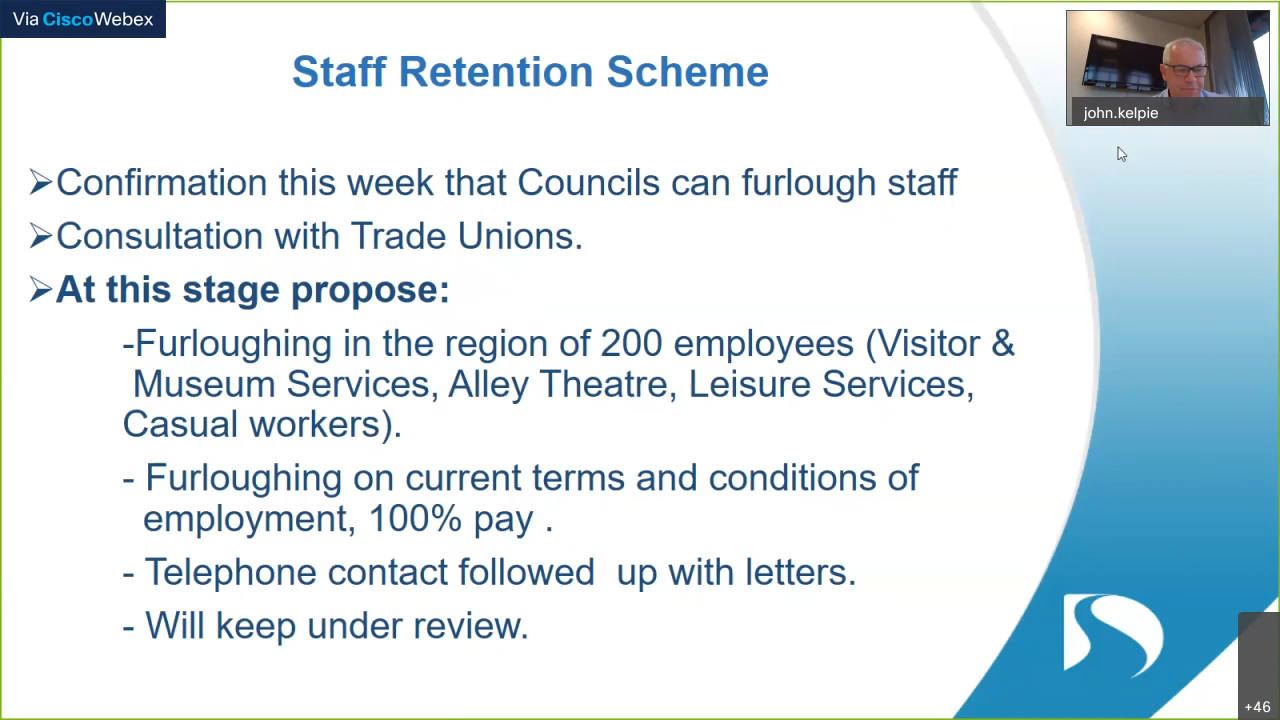 Via CiscoWebex
Staff Retention Scheme
john.kelpie
➢Confirmation this week that Councils can furlough staff
➢Consultation with Trade Unions.
➢At this stage propose:
-Furloughing in the region of 200 employees (Visitor &
Museum Services, Alley Theatre, Leisure Services,
Casual workers).
- Furloughing on current terms and conditions of
employment, 100% pay .
- Telephone contact followed  up with letters.
- Will keep under review.
+46